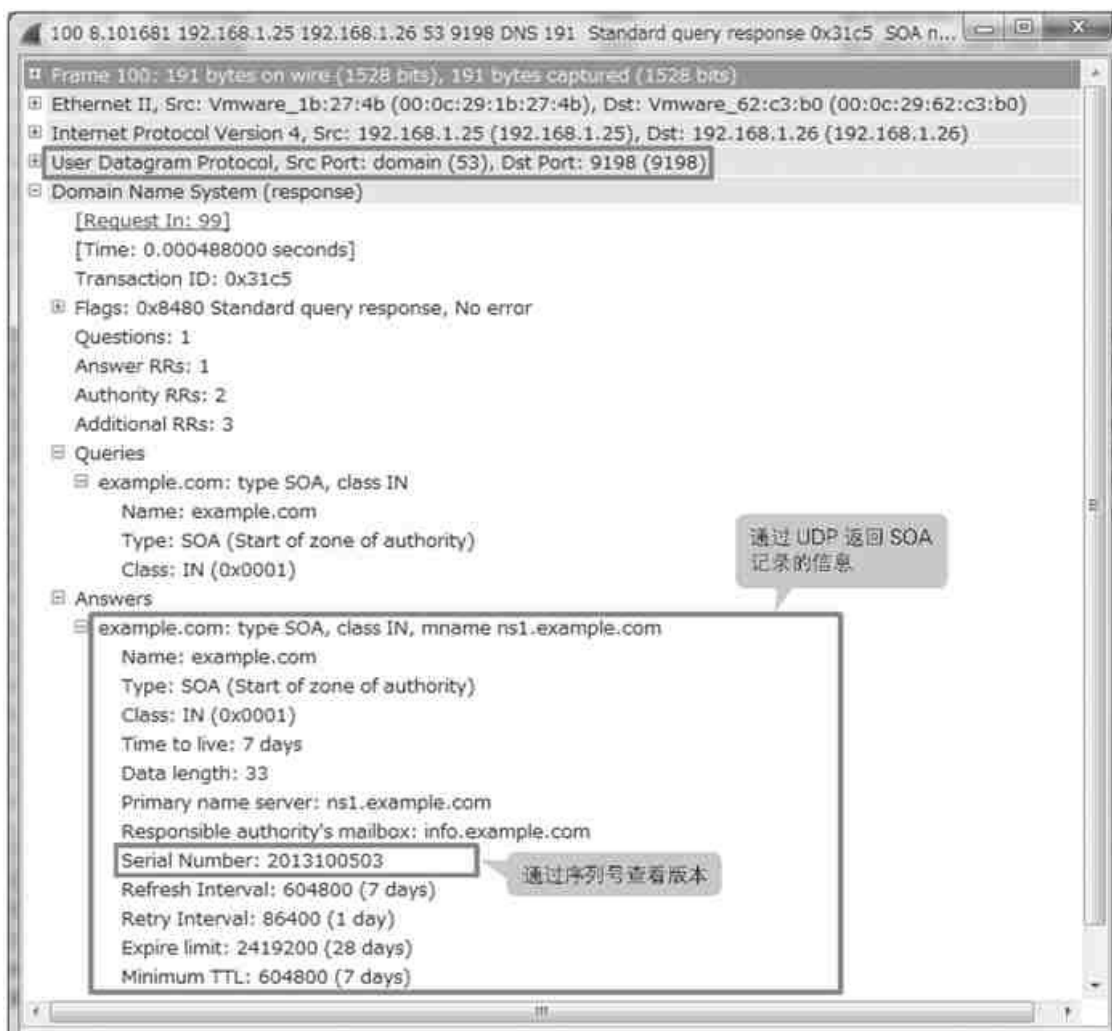 100 8.101681 192.168.1.25 192.168.1.26 53 9198 DNS 191 Standard query response 0x31c5 SOA n...
Frame 100: 191 bytes on wire (1528 bits), 191 bytes captured (1528 bits)
Ethernet II, Src: Vmware_1b:27:4b (00:0c:29:1b:27:4b), Dst: Vmware_62:c3:b0 (00:0c:29:62:c3:b0)
Internet Protocol Version 4, Src: 192.168.1.25 (192.168.1.25), Dst: 192.168.1.26 (192.168.1.26)
User Datagram Protocol, Src Port: domain (53), Dst Port: 9198 (9198)
Domain Name System (response)
[Request In: 99]
[Time: 0.000488000 seconds]
Transaction ID: 0x31c5
Flags: 0x8480 Standard query response, No error
Questions: 1
Answer RRs: 1
Authority RRs: 2
Additional RRs: 3
Queries
example.com: type SOA, class IN
Name: example.com
Type: SOA (Start of zone of authority)
Class: IN (0x0001)
通过 UDP 返回 SOA
记录的信息
Answers
example.com: type SOA, class IN, mname ns1.example.com
Name: example.com
Type: SOA (Start of zone of authority)
Class: IN (0x0001)
Time to live: 7 days
Data length: 33
Primary name server: ns1.example.com
Responsible authority's mailbox: info.example.com
Serial Number: 2013100503
通过序列号查看版本
Refresh Interval: 604800 (7 days)
Retry Interval: 86400 (1 day)
Expire limit: 2419200 (28 days)
Minimum TTL: 604800 (7 days)